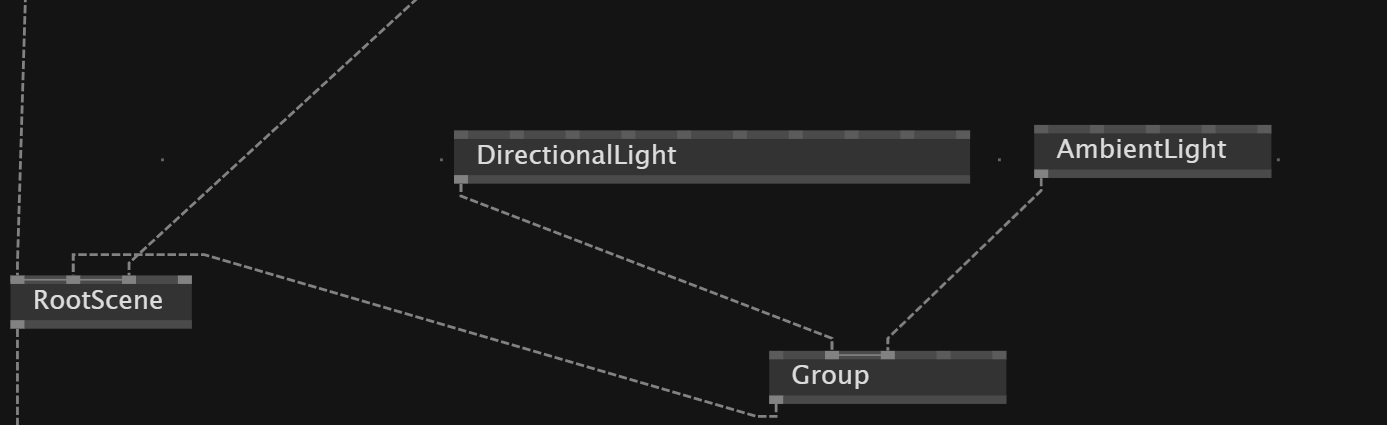 DirectionalLight
AmbientLight
RootScene
Group